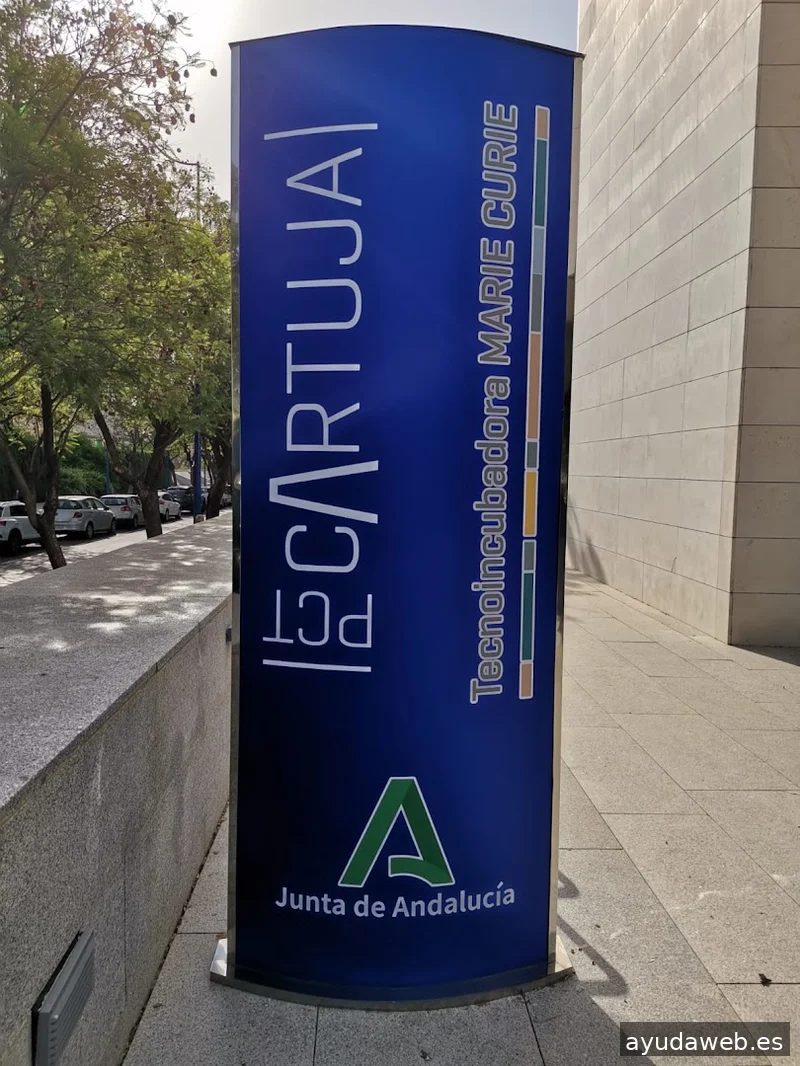 PCT CARTUJA
Tecnoincubadora MARIE CURIE
Junta de Andalucía
ayudaweb.es